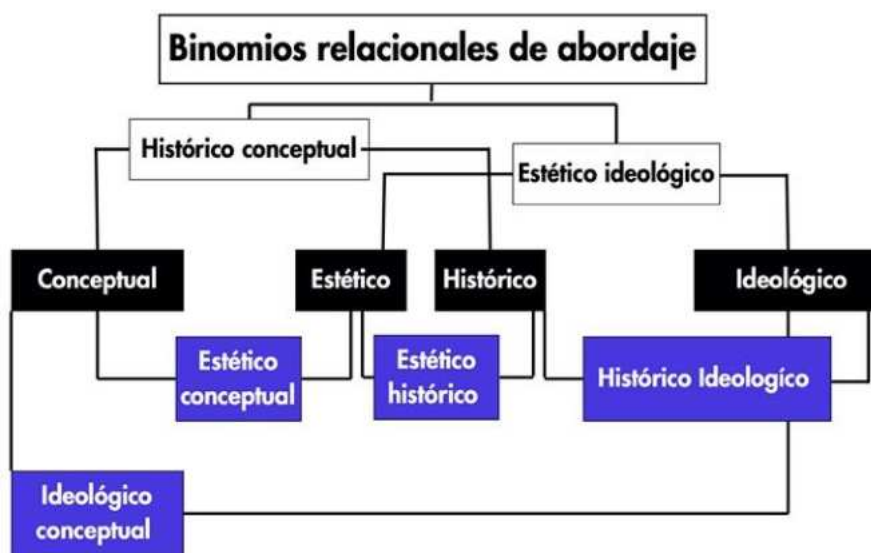 Binomios relacionales de abordaje
Histórico conceptual
Estético ideológico
Conceptual
Estético
Histórico
Ideológico
Estético
conceptual
Estético
histórico
Histórico Ideologíco
Ideológico
conceptual